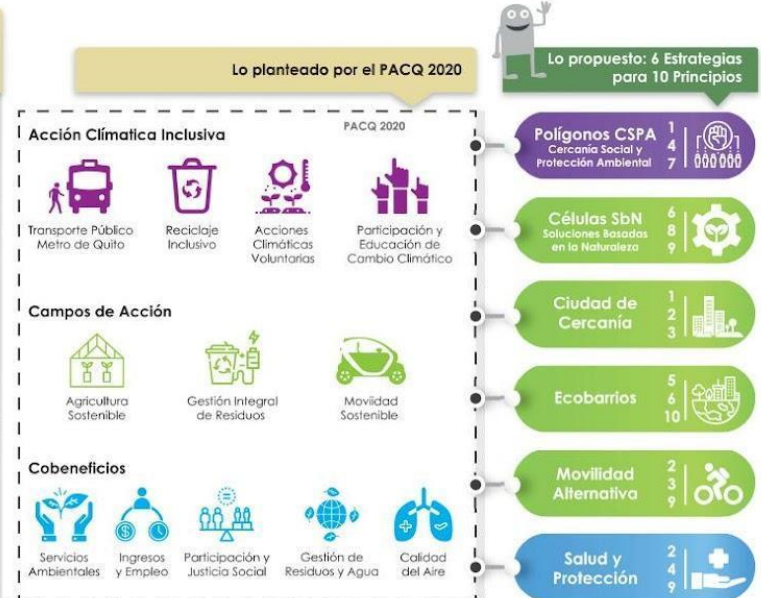 Lo planteado por el PACQ 2020
Lo propuesto: 6 Estrategias
para 10 Principios
Acción Clímatica Inclusiva
PACQ 2020
Transporte Público
Metro de Quito
Reciclaje
Inclusivo
Acciones
Climáticas
Voluntarias
Participación y
Educación de
Cambio Climático
Campos de Acción
Agricultura
Sostenible
Gestión Integral
de Residuos
Moviidad
Sostenible
Cobeneficios
Servicios
Ambientales
Ingresos
y Empleo
Participación y
Justicia Social
Gestión de
Residuos y Agua
Calidad
del Aire
Polígonos CSPA
Cercanía Social y
Protección Ambiental
1
4
7
Células SbN
Soluciones Basadas
en la Naturaleza
6
8
9
Ciudad de
Cercanía
1
2
3
Ecobarrios
5
6
10
Movilidad
Alternativa
2
3
9
Salud y
Protección
2
4
9